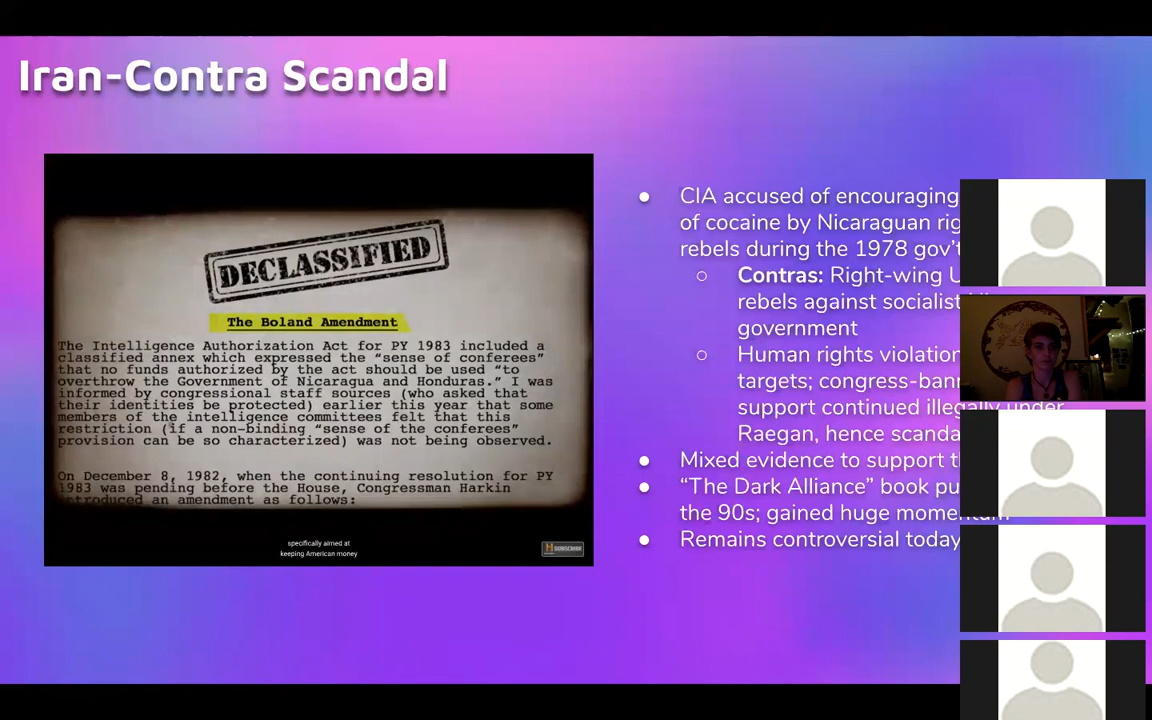 Iran-Contra Scandal
DECLASSIFIED
The Boland Amendment
The Intelligence Authorization Act for PY 1983 included a
classified annex which expressed the “sense of conferees”
that no funds authorized by the act should be used “to
overthrow the Government of Nicaragua and Honduras.” I was
informed by congressional staff sources (who asked that
their identities be protected) earlier this year that some
members of the intelligence committees felt that this
restriction (if a non-binding “sense of the conferees”
provision can be so characterized) was not being observed.
On December 8, 1982, when the continuing resolution for PY
1983 was pending before the House, Congressman Harkin
introduced an amendment as follows:
specifically aimed at
keeping American money
SUBSCRIBE
● CIA accused of encouraging
of cocaine by Nicaraguan
rebels during the 1978 gov’t
○ Contras: Right-wing
rebels against socialist
government
○ Human rights
targets;
support continued illegally under
Raegan, hence
● Mixed evidence to support
● “The Dark Alliance” book
the 90s; gained huge momentum
● Remains controversial today